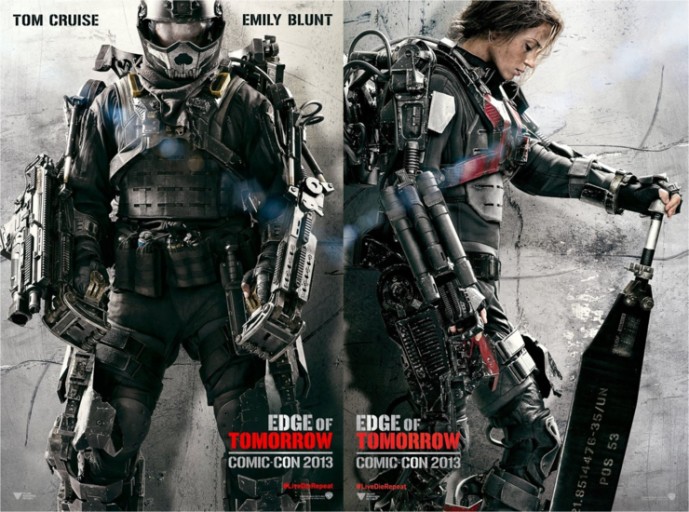 TOM CRUISE
EMILY BLUNT
EDGE OF
TOMORROW
COMIC-CON 2013
#LiveDieRepeat
EDGE OF
TOMORROW
COMIC-CON 2013
#LiveDieRepeat
POS 53